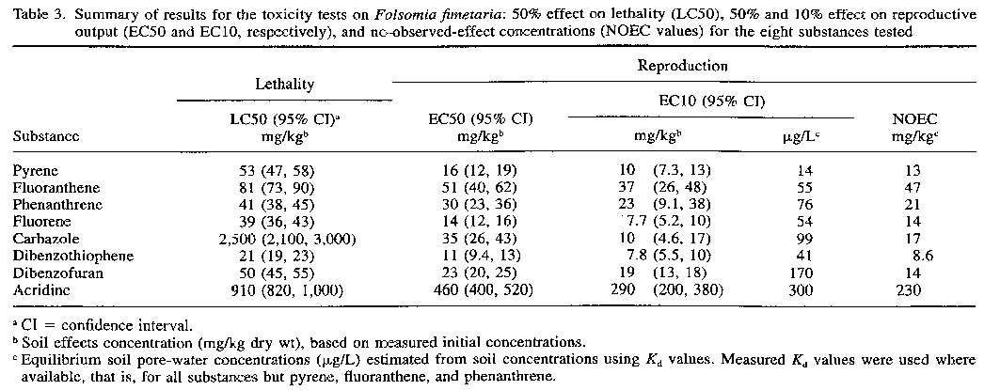 Table 3. Summary of results for the toxicity tests on Folsomia fimetaria: 50% effect on lethality (LC50), 50% and 10% effect on reproductive
output (EC50 and EC10, respectively), and no-observed-effect concentrations (NOEC values) for the eight substances tested
Reproduction
Lethality
EC10 (95% CI)
LC50 (95% CI)ᵃ EC50 (95% CI) NOEC
Substance mg/kgᵇ mg/kgᵇ mg/kgᵇ μg/Lᶜ mg/kgᶜ
Pyrene 53 (47, 58) 16 (12, 19) 10 (7.3, 13) 14 13
Fluoranthene 81 (73, 90) 51 (40, 62) 37 (26, 48) 55 47
Phenanthrene 41 (38, 45) 30 (23, 36) 23 (9.1, 38) 76 21
Fluorene 39 (36, 43) 14 (12, 16) 7.7 (5.2, 10) 54 14
Carbazole 2,500 (2,100, 3,000) 35 (26, 43) 10 (4.6, 17) 99 17
Dibenzothiophene 21 (19, 23) 11 (9.4, 13) 7.8 (5.5, 10) 41 8.6
Dibenzofuran 50 (45, 55) 23 (20, 25) 19 (13, 18) 170 14
Acridine 910 (820, 1,000) 460 (400, 520) 290 (200, 380) 300 230
ᵃ CI = confidence interval.
ᵇ Soil effects concentration (mg/kg dry wt), based on measured initial concentrations.
ᶜ Equilibrium soil pore-water concentrations (μg/L) estimated from soil concentrations using Kd values. Measured Kd values were used where
available, that is, for all substances but pyrene, fluoranthene, and phenanthrene.